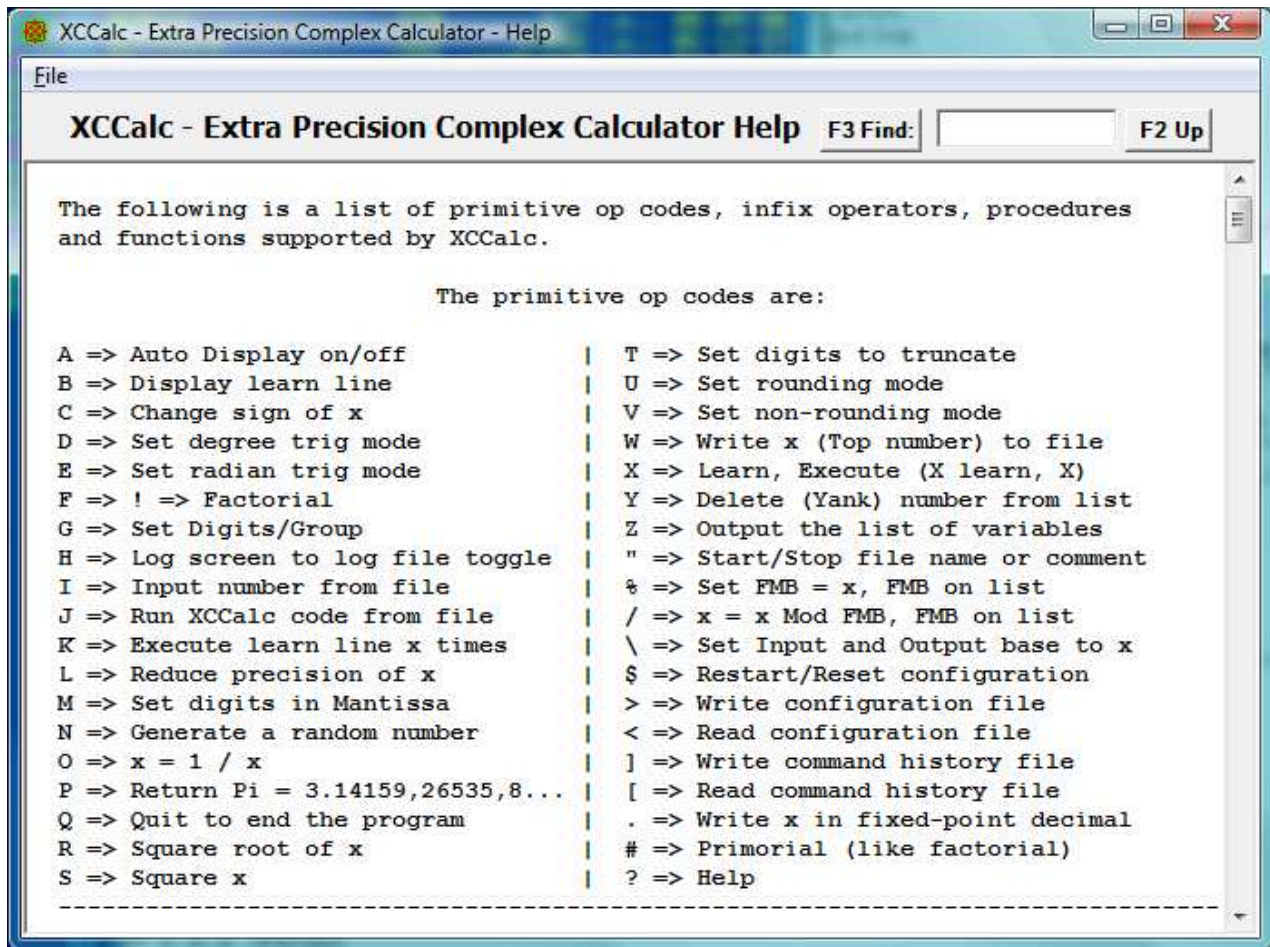 XCCalc - Extra Precision Complex Calculator - Help
File
XCCalc - Extra Precision Complex Calculator Help F3 Find: F2 Up
The following is a list of primitive op codes, infix operators, procedures
and functions supported by XCCalc.
The primitive op codes are:
A => Auto Display on/off | T => Set digits to truncate
B => Display learn line | U => Set rounding mode
C => Change sign of x | V => Set non-rounding mode
D => Set degree trig mode | W => Write x (Top number) to file
E => Set radian trig mode | X => Learn, Execute (X learn, X)
F => ! => Factorial | Y => Delete (Yank) number from list
G => Set Digits/Group | Z => Output the list of variables
H => Log screen to log file toggle | " => Start/Stop file name or comment
I => Input number from file | % => Set FMB = x, FMB on list
J => Run XCCalc code from file | / => x = x Mod FMB, FMB on list
K => Execute learn line x times | \ => Set Input and Output base to x
L => Reduce precision of x | $ => Restart/Reset configuration
M => Set digits in Mantissa | > => Write configuration file
N => Generate a random number | < => Read configuration file
O => x = 1 / x | ] => Write command history file
P => Return Pi = 3.14159,26535,8... | [ => Read command history file
Q => Quit to end the program | . => Write x in fixed-point decimal
R => Square root of x | # => Primorial (like factorial)
S => Square x | ? => Help
-------------------------------------------------------------------------------